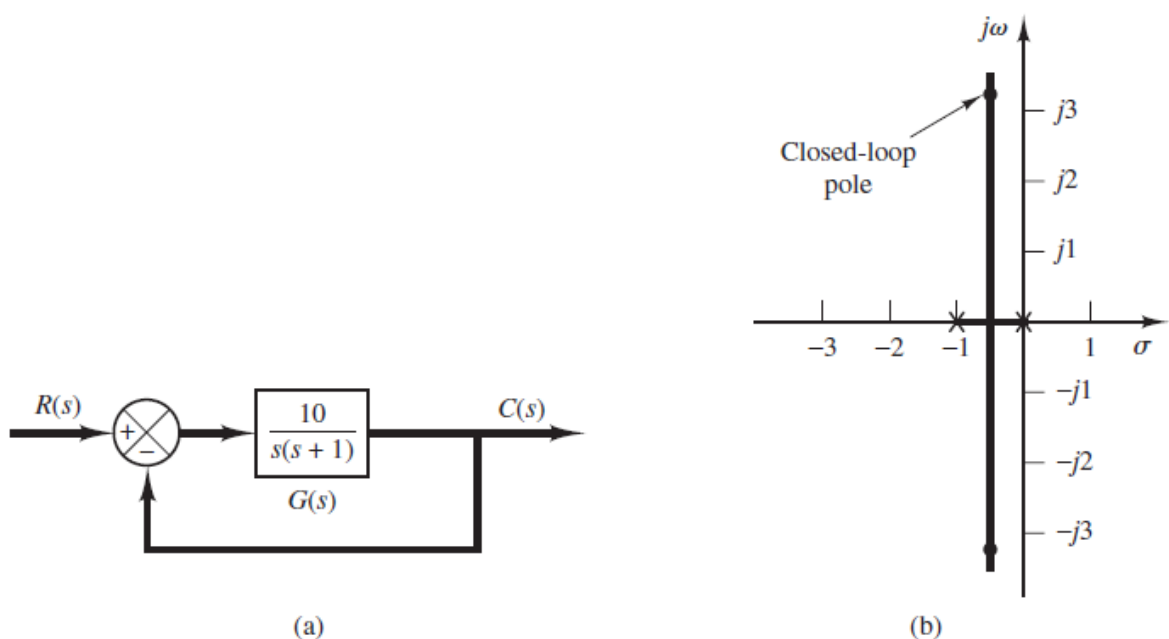 R(s)
+
−
10
s(s + 1)
G(s)
C(s)
(a)
jω
j3
j2
j1
Closed-loop
pole
−3 −2 −1 1 σ
−j1
−j2
−j3
(b)